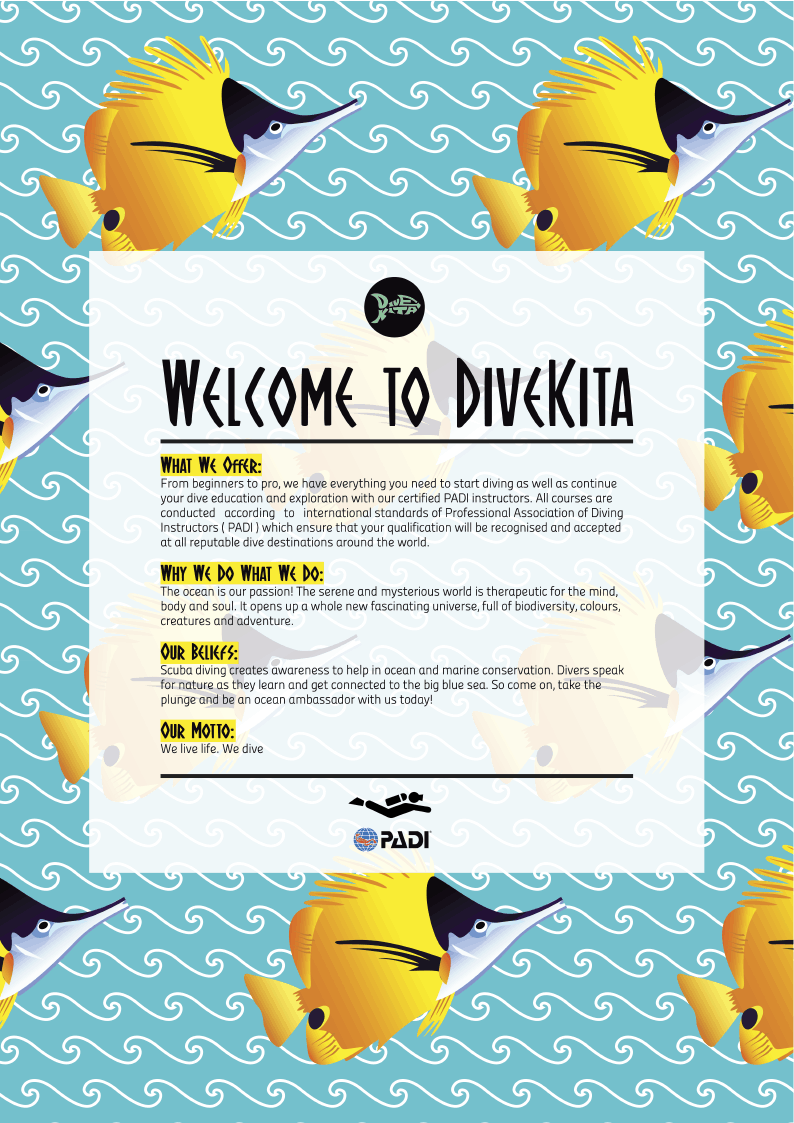 DIVE
KITA
WELCOME TO DIVEKITA
WHAT WE OFFER:
From beginners to pro, we have everything you need to start diving as well as continue
your dive education and exploration with our certified PADI instructors. All courses are
conducted according to international standards of Professional Association of Diving
Instructors ( PADI ) which ensure that your qualification will be recognised and accepted
at all reputable dive destinations around the world.
WHY WE DO WHAT WE DO:
The ocean is our passion! The serene and mysterious world is therapeutic for the mind,
body and soul. It opens up a whole new fascinating universe, full of biodiversity, colours,
creatures and adventure.
OUR BELIEFS:
Scuba diving creates awareness to help in ocean and marine conservation. Divers speak
for nature as they learn and get connected to the big blue sea. So come on, take the
plunge and be an ocean ambassador with us today!
OUR MOTTO:
We live life. We dive
PADI